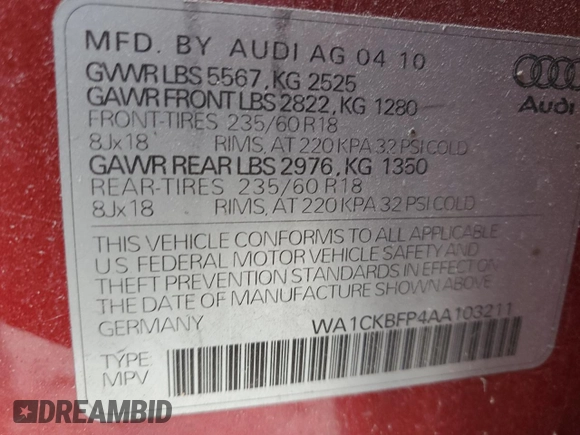 MFD. BY AUDI AG 04 10
GVWR LBS 5567, KG 2525
GAWR FRONT LBS 2822, KG 1280
FRONT-TIRES 235/60 R18
8Jx18 RIMS, AT 220 KPA 32 PSI COLD
GAWR REAR LBS 2976, KG 1350
REAR-TIRES 235/60 R18
8Jx18 RIMS, AT 220 KPA 32 PSI COLD
Audi
THIS VEHICLE CONFORMS TO ALL APPLICABLE
U S FEDERAL MOTOR VEHICLE SAFETY AND
THEFT PREVENTION STANDARDS IN EFFECT ON
THE DATE OF MANUFACTURE SHOWN ABOVE
GERMANY WA1CKBFP4AA103211
TYPE
MPV
DREAMBID